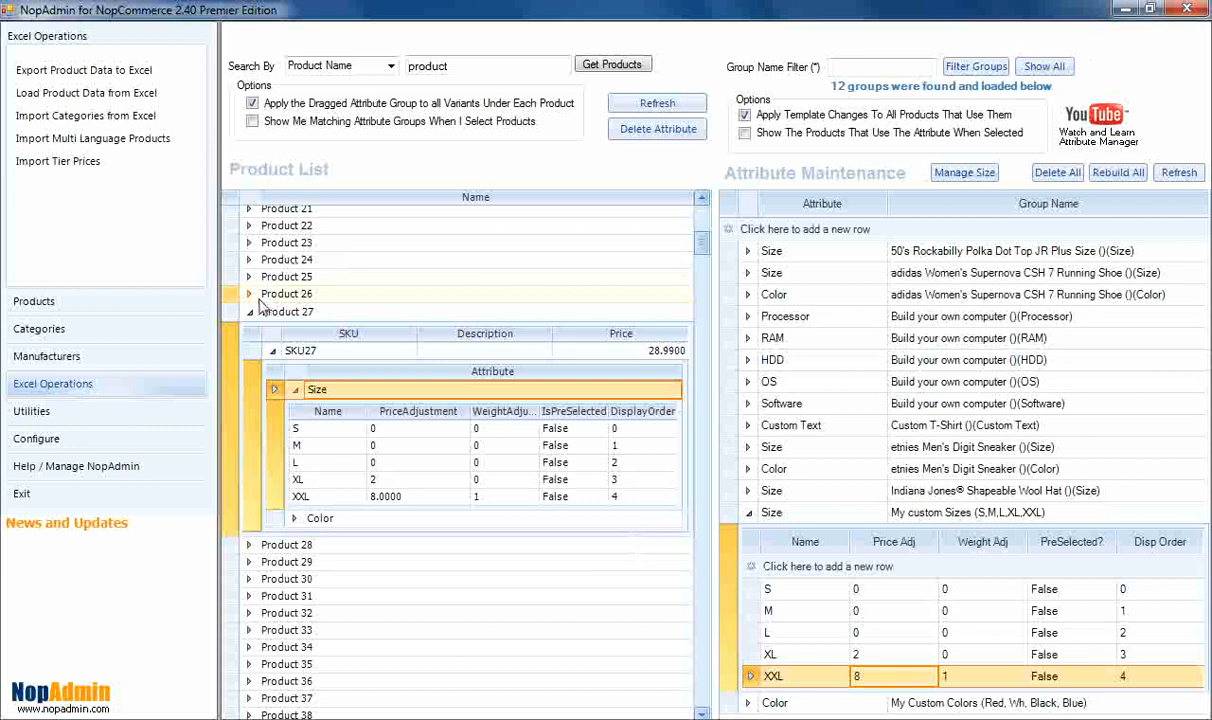 NopAdmin for NopCommerce 2.40 Premier Edition
Excel Operations
Export Product Data to Excel
Load Product Data from Excel
Import Categories from Excel
Import Multi Language Products
Import Tier Prices
Products
Categories
Manufacturers
Excel Operations
Utilities
Configure
Help / Manage NopAdmin
Exit
News and Updates
NopAdmin
www.nopadmin.com
Search By Product Name product Get Products
Options
Apply the Dragged Attribute Group to all Variants Under Each Product
Show Me Matching Attribute Groups When I Select Products
Refresh
Delete Attribute
Product List
Name
Product 21
Product 22
Product 23
Product 24
Product 25
Product 26
oduct 27
SKU Description Price
SKU27 28.9900
Attribute
Size
Name PriceAdjustment WeightAdju... IsPreSelected DisplayOrder
S 0 0 False 0
M 0 0 False 1
L 0 0 False 2
XL 2 0 False 3
XXL 8.0000 1 False 4
Color
Product 28
Product 29
Product 30
Product 31
Product 32
Product 33
Product 34
Product 35
Product 36
Product 37
Product 38
Group Name Filter (*) Filter Groups Show All
12 groups were found and loaded below
Options
Apply Template Changes To All Products That Use Them
Show The Products That Use The Attribute When Selected
YouTube
Watch and Learn
Attribute Manager
Attribute Maintenance Manage Size Delete All Rebuild All Refresh
Attribute Group Name
Click here to add a new row
Size 50's Rockabilly Polka Dot Top JR Plus Size ()(Size)
Size adidas Women's Supernova CSH 7 Running Shoe ()(Size)
Color adidas Women's Supernova CSH 7 Running Shoe ()(Color)
Processor Build your own computer ()(Processor)
RAM Build your own computer ()(RAM)
HDD Build your own computer ()(HDD)
OS Build your own computer ()(OS)
Software Build your own computer ()(Software)
Custom Text Custom T-Shirt ()(Custom Text)
Size etnies Men's Digit Sneaker ()(Size)
Color etnies Men's Digit Sneaker ()(Color)
Size Indiana Jones® Shapeable Wool Hat ()(Size)
Size My custom Sizes (S,M,L,XL,XXL)
Name Price Adj Weight Adj PreSelected? Disp Order
Click here to add a new row
S 0 0 False 0
M 0 0 False 1
L 0 0 False 2
XL 2 0 False 3
XXL 8 1 False 4
Color My Custom Colors (Red, Wh, Black, Blue)